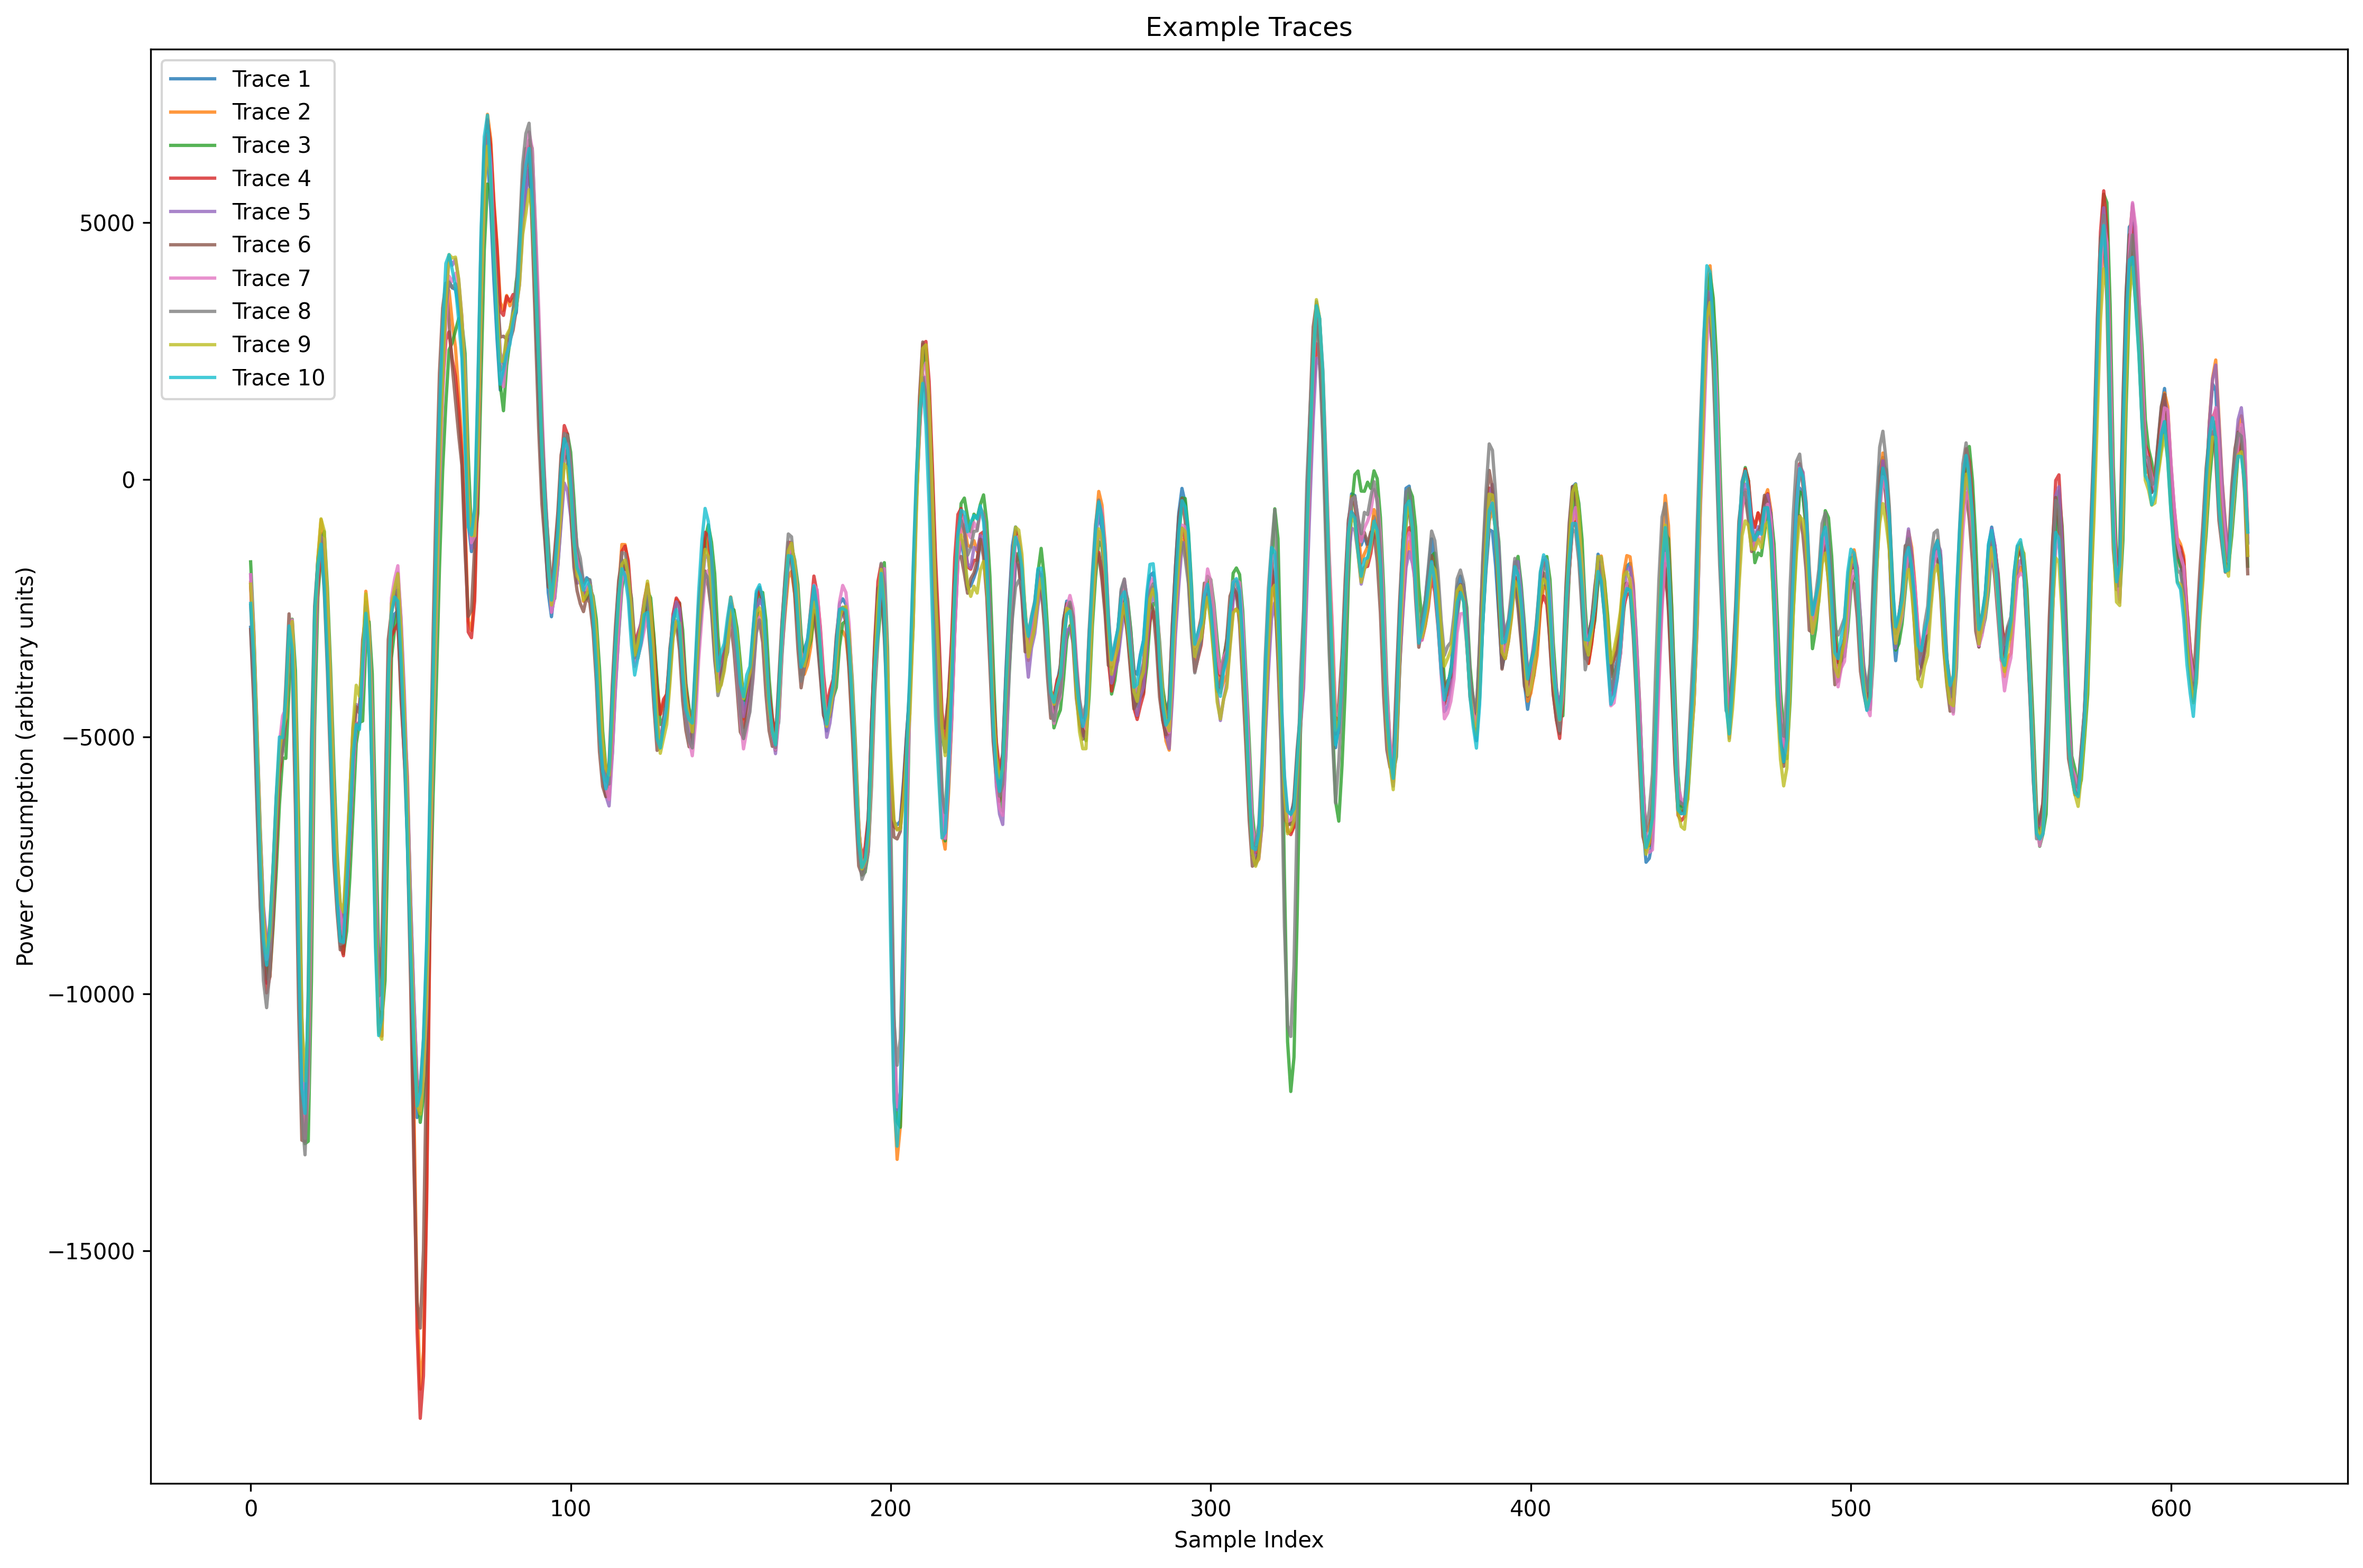 Example Traces
Trace 1
Trace 2
Trace 3
Trace 4
Trace 5
Trace 6
Trace 7
Trace 8
Trace 9
Trace 10
Power Consumption (arbitrary units)
5000
0
−5000
−10000
−15000
0 100 200 300 400 500 600
Sample Index